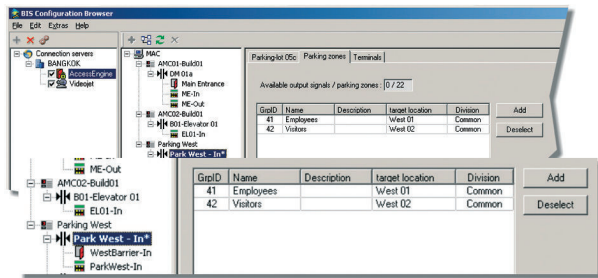 BIS Configuration Browser
File Edit Extras Help
Connection servers
BANGKOK
AccessEngine
Videojet
MAC
AMC01-Build01
DM 01a
Main Entrance
ME-In
ME-Out
AMC02-Build01
B01-Elevator 01
EL01-In
Parking West
Park West - In*
Parking-lot 05c Parking zones Terminals
Available output signals / parking zones : 0 / 22
GrpID Name Description target location Division
41 Employees West 01 Common
42 Visitors West 02 Common
Add
Deselect
ME-Out
AMC02-Build01
B01-Elevator 01
EL01-In
Parking West
Park West - In*
WestBarrier-In
ParkWest-In
GrpID Name Description target location Division
41 Employees West 01 Common
42 Visitors West 02 Common
Add
Deselect